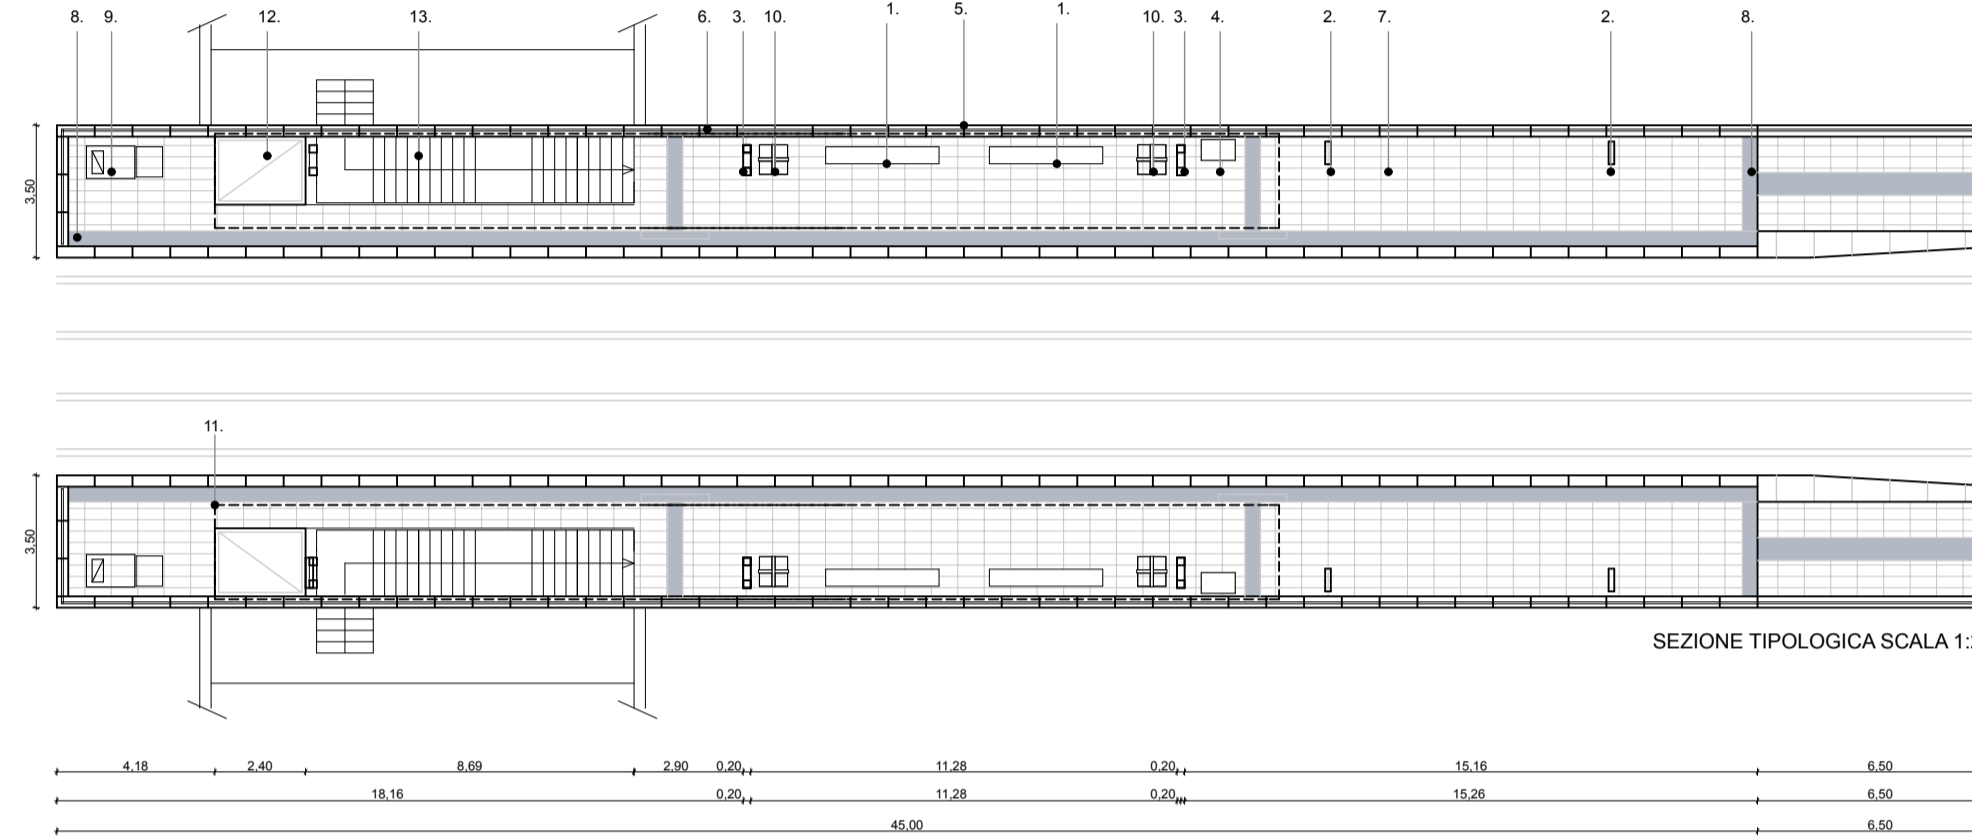 8. 9. 12. 13. 6. 3. 10. 1. 5. 1. 10. 3. 4. 2. 7. 2. 8.
3,50
11.
3,50
SEZIONE TIPOLOGICA SCALA 1:
4,18 2,40 8,69 2,90 0,20 11,28 0,20 15,16 6,50
18,16 0,20 11,28 0,20 15,26 6,50
45,00 6,50